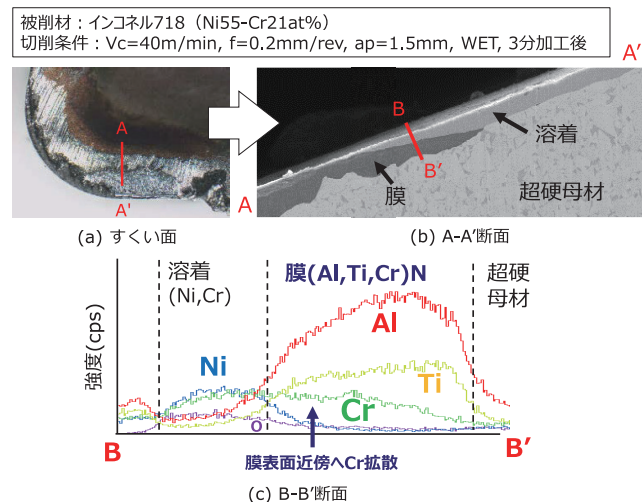 被削材：インコネル718（Ni55-Cr21at%）
切削条件：Vc=40m/min, f=0.2mm/rev, ap=1.5mm, WET, 3分加工後
A
A'
A'
B
B'
溶着
膜
超硬母材
A
(a) すくい面
(b) A-A'断面
溶着
(Ni,Cr)
膜(Al,Ti,Cr)N
超硬
母材
強度(cps)
Ni
Al
Ti
Cr
O
B
B'
膜表面近傍へCr拡散
(c) B-B'断面